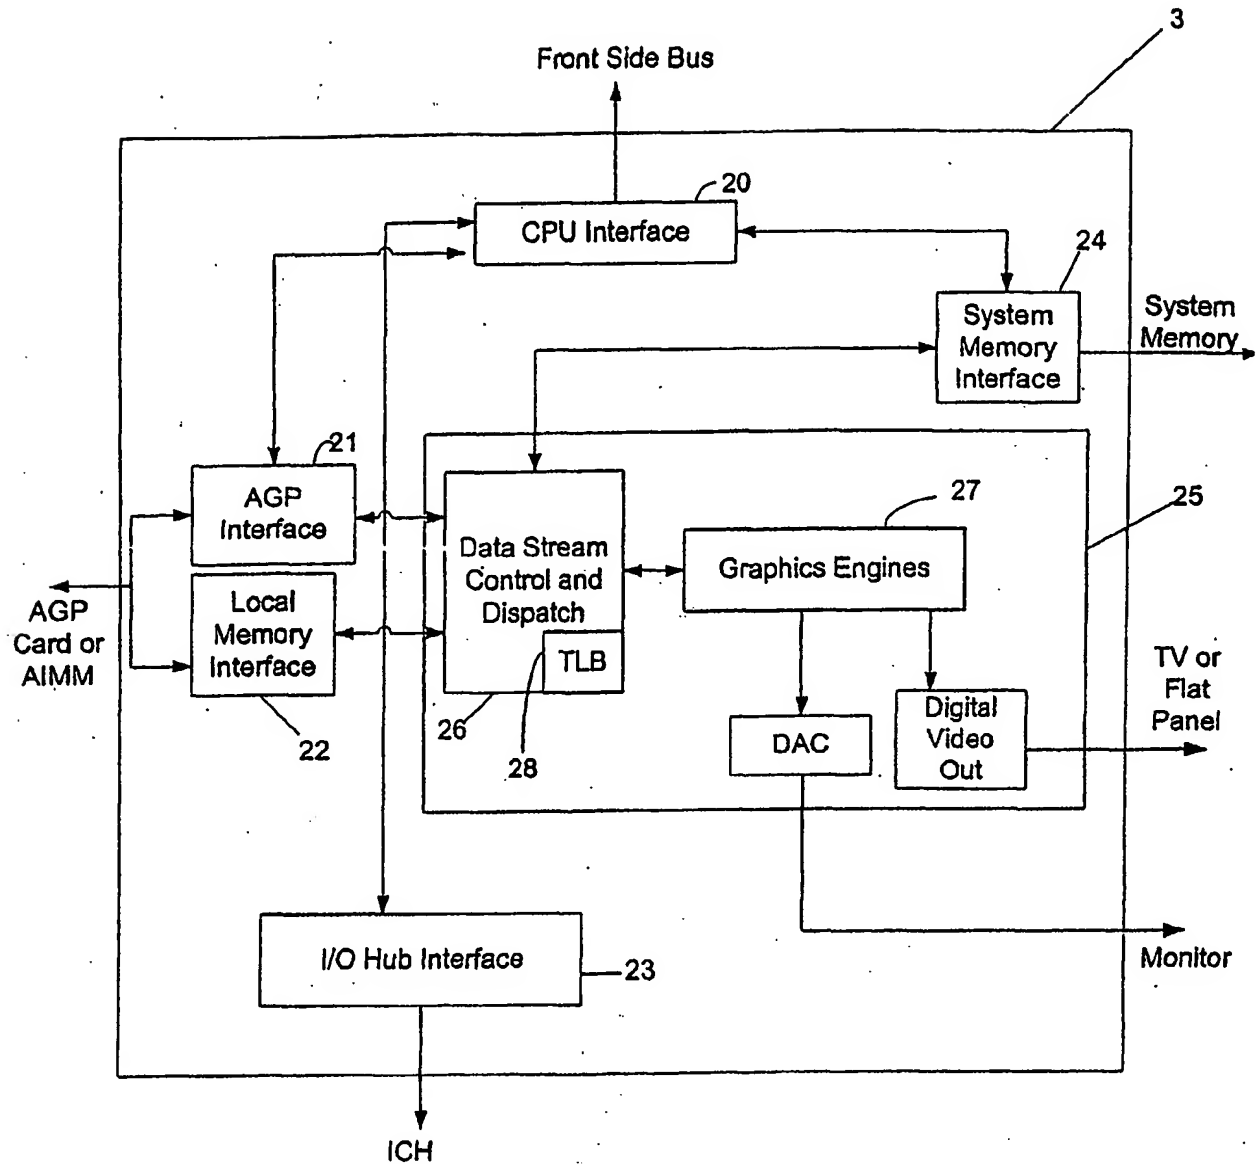 3
Front Side Bus
20
CPU Interface
24
System
Memory
Interface
System
Memory
21
AGP
Interface
27
25
Data Stream
Control and
Dispatch
Graphics Engines
AGP
Card or
AIMM
Local
Memory
Interface
TLB
TV or
Flat
Panel
22
26
28
DAC
Digital
Video
Out
I/O Hub Interface
23
Monitor
ICH